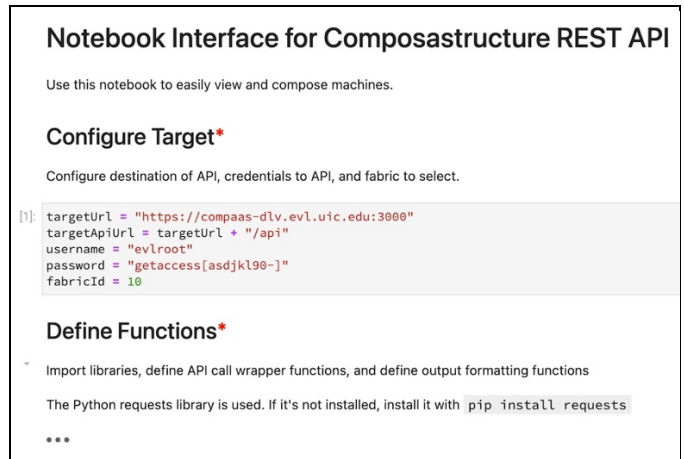 Notebook Interface for Composastructure REST API
Use this notebook to easily view and compose machines.
Configure Target*
Configure destination of API, credentials to API, and fabric to select.
[1]: targetUrl = "https://compaas-dlv.evl.uic.edu:3000"
targetApiUrl = targetUrl + "/api"
username = "evlroot"
password = "getaccess[asdjkl90-]"
fabricId = 10
Define Functions*
Import libraries, define API call wrapper functions, and define output formatting functions
The Python requests library is used. If it's not installed, install it with pip install requests
•••